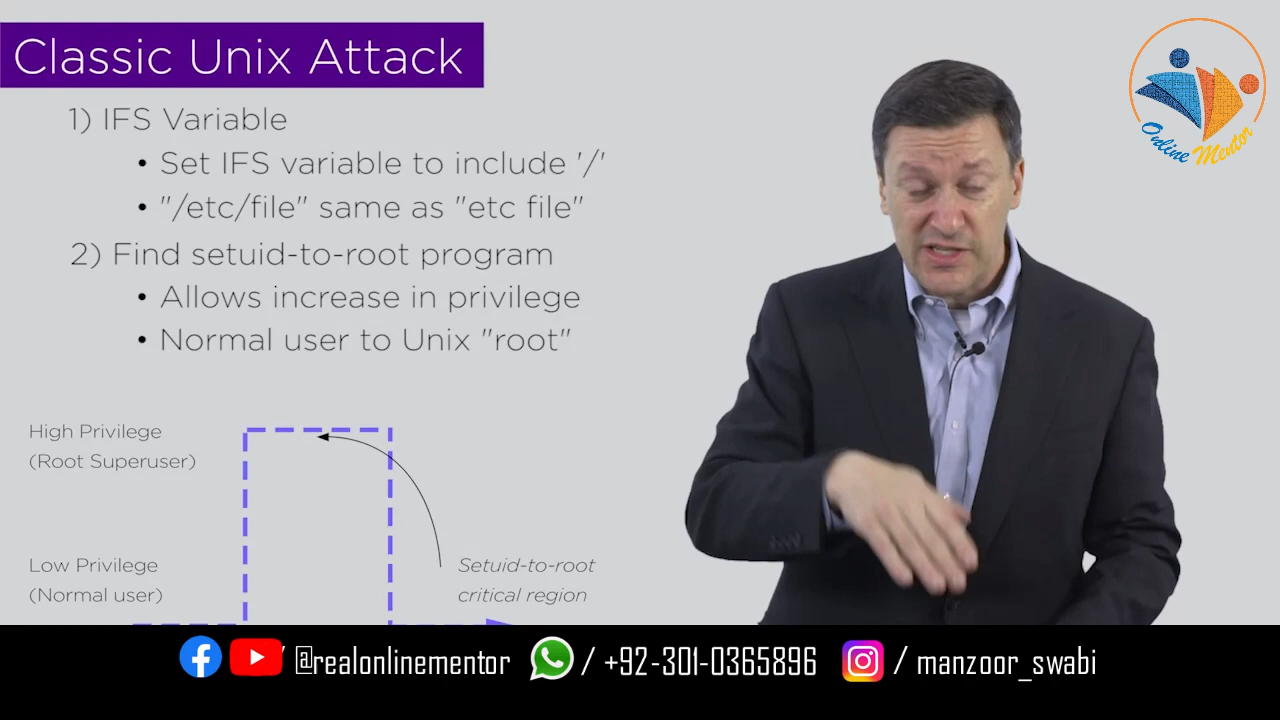 Classic Unix Attack
1) IFS Variable
• Set IFS variable to include '/'
• "/etc/file" same as "etc file"
2) Find setuid-to-root program
• Allows increase in privilege
• Normal user to Unix "root"
High Privilege
(Root Superuser)
Low Privilege
(Normal user)
Setuid-to-root
critical region
Online Mentor
/ @realonlinementor / +92-301-0365896 / manzoor_swabi